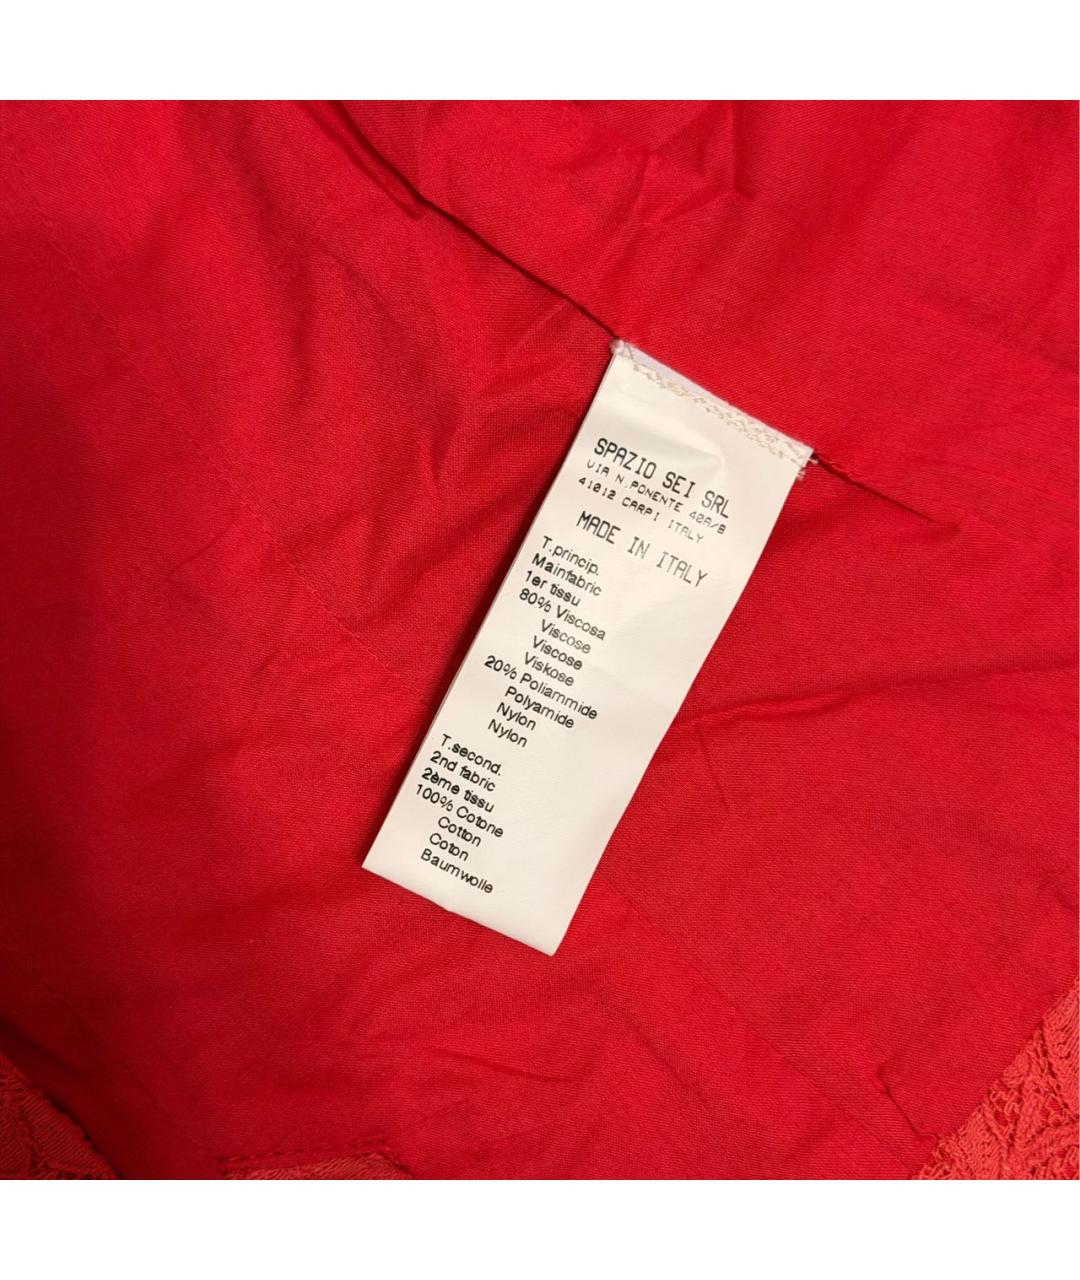 SPAZIO SEI SRL
VIA N.PONENTE 40A/B
41012 CARPI ITALY
MADE IN ITALY
T.princip.
Mainfabric
1er tissu
80% Viscosa
Viscose
Viscose
Viskose
20% Poliammide
Polyamide
Nylon
Nylon
T.second.
2nd fabric
2ème tissu
100% Cotone
Cotton
Coton
Baumwolle